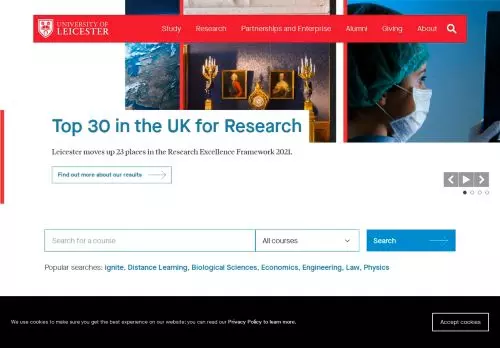 UNIVERSITY OF
LEICESTER
Study Research Partnerships and Enterprise Alumni Giving About
Top 30 in the UK for Research
Leicester moves up 23 places in the Research Excellence Framework 2021.
Find out more about our results
Search for a course All courses Search
Popular searches: Ignite, Distance Learning, Biological Sciences, Economics, Engineering, Law, Physics
We use cookies to make sure you get the best experience on our website; you can read our Privacy Policy to learn more. Accept cookies